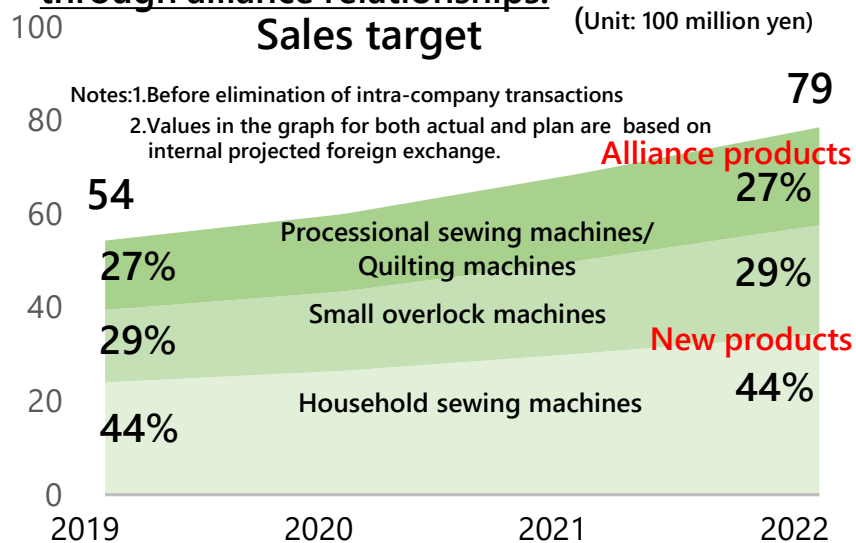 through alliance relationships.
100
Sales target
(Unit: 100 million yen)
Notes:1.Before elimination of intra-company transactions
79
80
2.Values in the graph for both actual and plan are based on
internal projected foreign exchange.
Alliance products
27%
54
60
Processional sewing machines/
Quilting machines
27%
29%
40
Small overlock machines
29%
New products
44%
20
Household sewing machines
44%
0
2019
2020
2021
2022